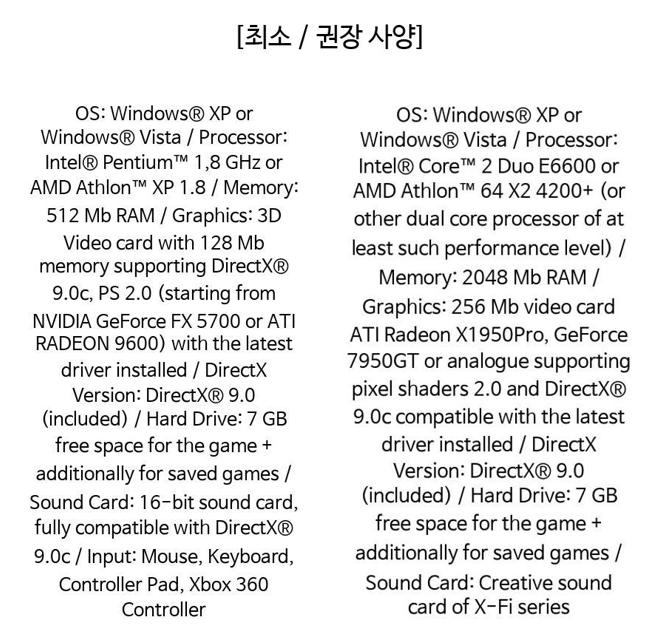 [최소 / 권장 사양]
OS: Windows® XP or
Windows® Vista / Processor:
Intel® Pentium™ 1,8 GHz or
AMD Athlon™ XP 1.8 / Memory:
512 Mb RAM / Graphics: 3D
Video card with 128 Mb
memory supporting DirectX®
9.0c, PS 2.0 (starting from
NVIDIA GeForce FX 5700 or ATI
RADEON 9600) with the latest
driver installed / DirectX
Version: DirectX® 9.0
(included) / Hard Drive: 7 GB
free space for the game +
additionally for saved games /
Sound Card: 16-bit sound card,
fully compatible with DirectX®
9.0c / Input: Mouse, Keyboard,
Controller Pad, Xbox 360
Controller
OS: Windows® XP or
Windows® Vista / Processor:
Intel® Core™ 2 Duo E6600 or
AMD Athlon™ 64 X2 4200+ (or
other dual core processor of at
least such performance level) /
Memory: 2048 Mb RAM /
Graphics: 256 Mb video card
ATI Radeon X1950Pro, GeForce
7950GT or analogue supporting
pixel shaders 2.0 and DirectX®
9.0c compatible with the latest
driver installed / DirectX
Version: DirectX® 9.0
(included) / Hard Drive: 7 GB
free space for the game +
additionally for saved games /
Sound Card: Creative sound
card of X-Fi series